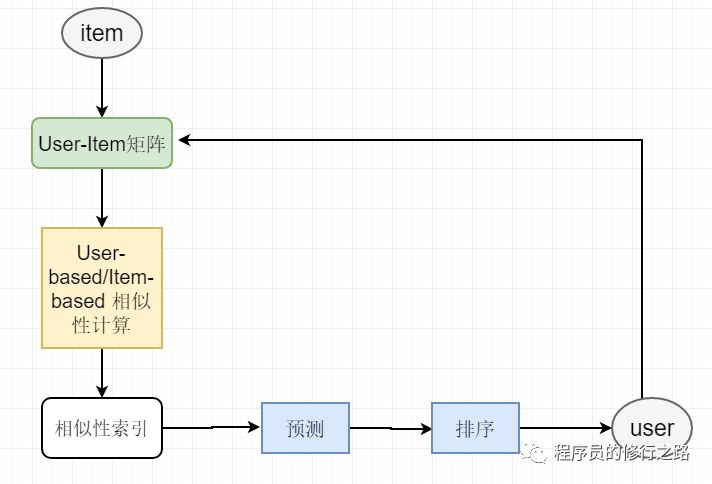 item
User-Item矩阵
User-
based/Item-
based 相似
性计算
相似性索引
预测
排序
user
程序员的修行之路